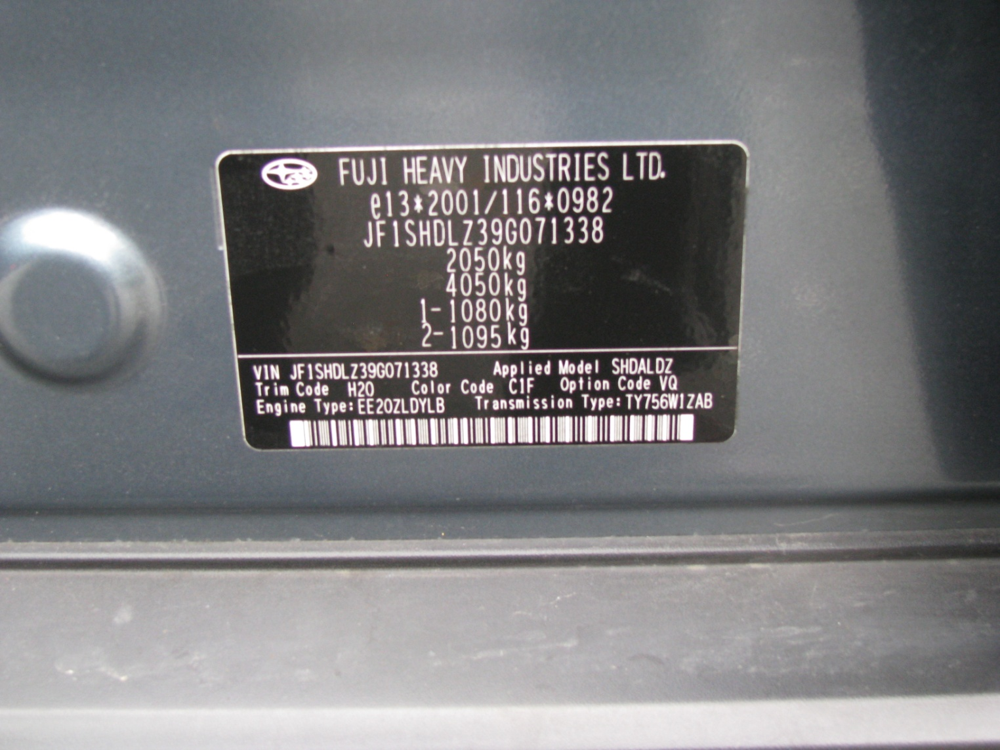 FUJI HEAVY INDUSTRIES LTD.
e13*2001/116*0982
JF1SHDLZ39G071338
2050kg
4050kg
1-1080kg
2-1095kg
VIN JF1SHDLZ39G071338 Applied Model SHDALDZ
Trim Code H20 Color Code C1F Option Code VQ
Engine Type:EE20ZLDYLB Transmission Type:TY756W1ZAB